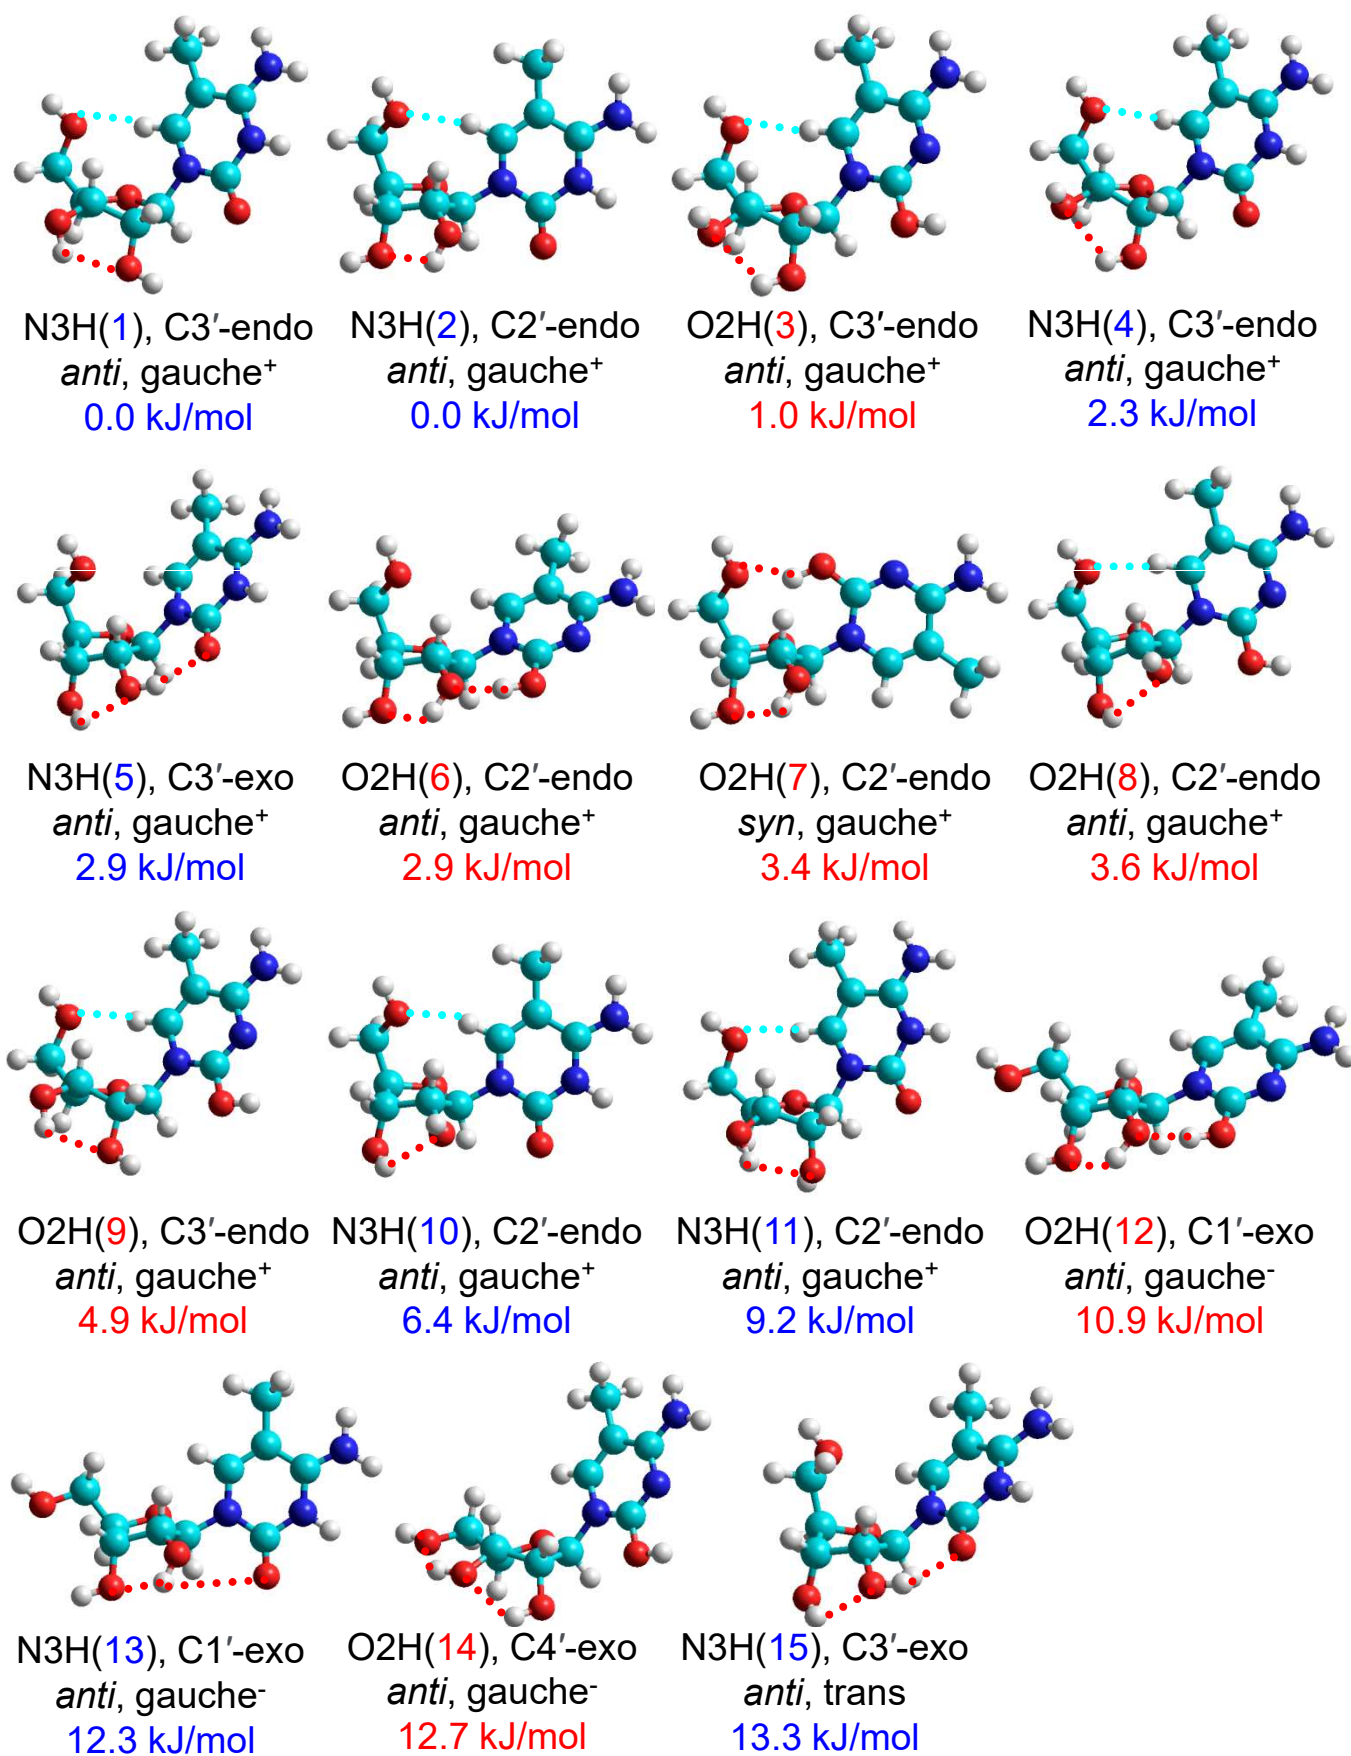 N3H(1), C3′-endo
anti, gauche⁺
0.0 kJ/mol
N3H(2), C2′-endo
anti, gauche⁺
0.0 kJ/mol
O2H(3), C3′-endo
anti, gauche⁺
1.0 kJ/mol
N3H(4), C3′-endo
anti, gauche⁺
2.3 kJ/mol
N3H(5), C3′-exo
anti, gauche⁺
2.9 kJ/mol
O2H(6), C2′-endo
anti, gauche⁺
2.9 kJ/mol
O2H(7), C2′-endo
syn, gauche⁺
3.4 kJ/mol
O2H(8), C2′-endo
anti, gauche⁺
3.6 kJ/mol
O2H(9), C3′-endo
anti, gauche⁺
4.9 kJ/mol
N3H(10), C2′-endo
anti, gauche⁺
6.4 kJ/mol
N3H(11), C2′-endo
anti, gauche⁺
9.2 kJ/mol
O2H(12), C1′-exo
anti, gauche⁻
10.9 kJ/mol
N3H(13), C1′-exo
anti, gauche⁻
12.3 kJ/mol
O2H(14), C4′-exo
anti, gauche⁻
12.7 kJ/mol
N3H(15), C3′-exo
anti, trans
13.3 kJ/mol